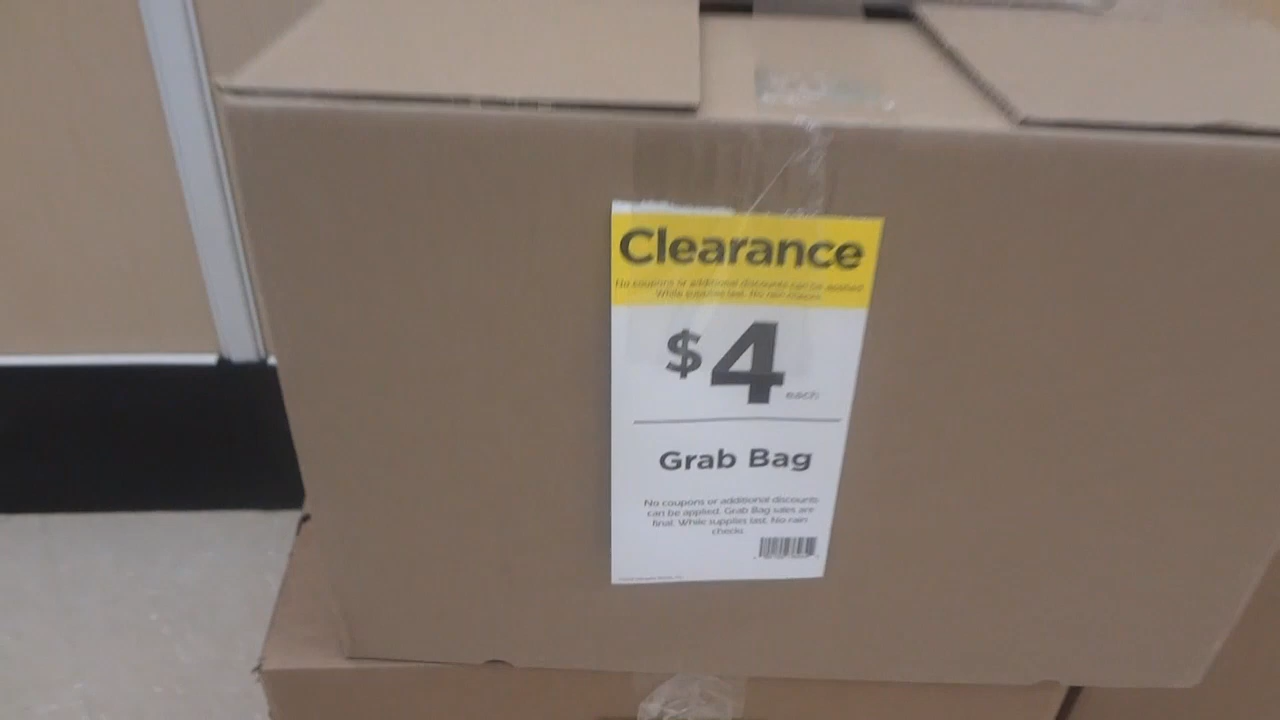 Clearance
No coupons or additional discounts can be applied.
While supplies last. No rain checks.
$4 each
Grab Bag
No coupons or additional discounts
can be applied. Grab Bag sales are
final. While supplies last. No rain
checks.